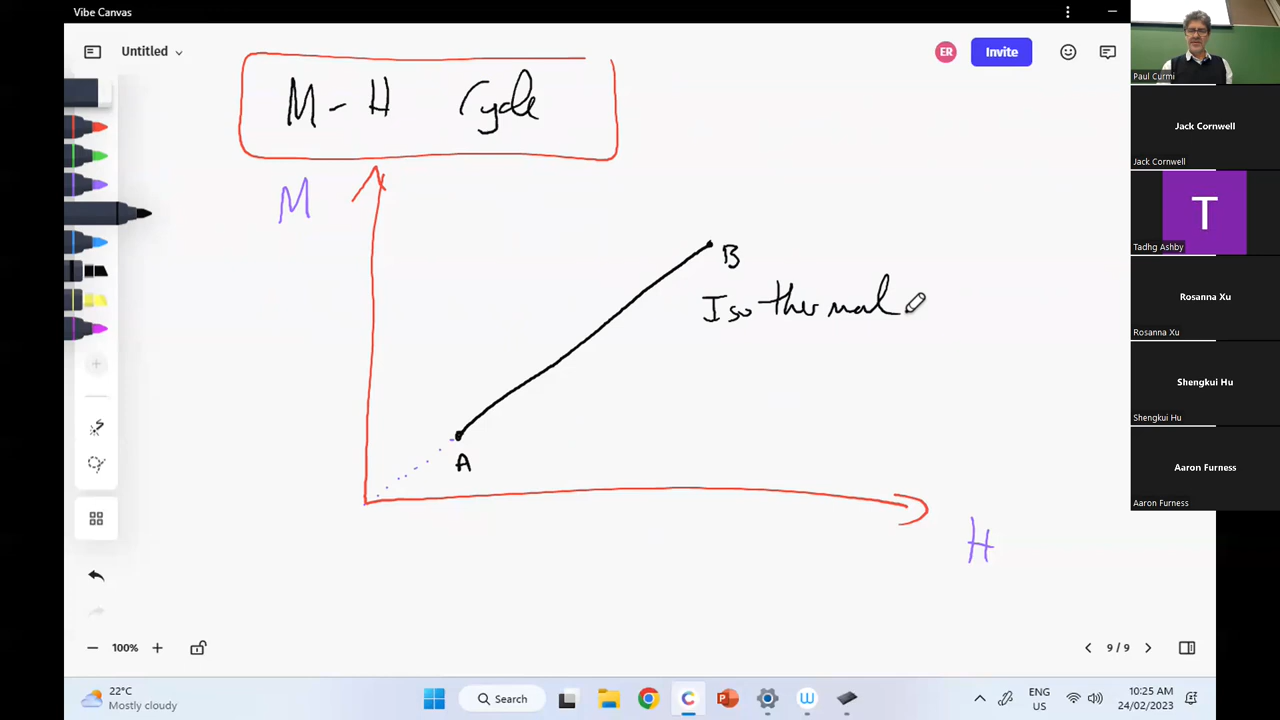 Vibe Canvas
Untitled
ER
Invite
M - H Cycle
M
B
Isothermal
A
H
100%
9 / 9
Paul Curmi
Jack Cornwell
Jack Cornwell
T
Tadhg Ashby
Rosanna Xu
Rosanna Xu
Shengkui Hu
Shengkui Hu
Aaron Furness
Aaron Furness
22°C
Mostly cloudy
Search
ENG
US
10:25 AM
24/02/2023